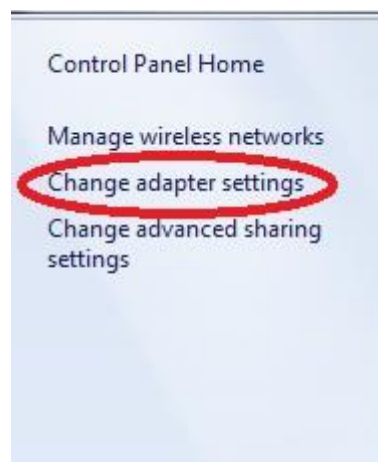 Control Panel Home
Manage wireless networks
Change adapter settings
Change advanced sharing
settings